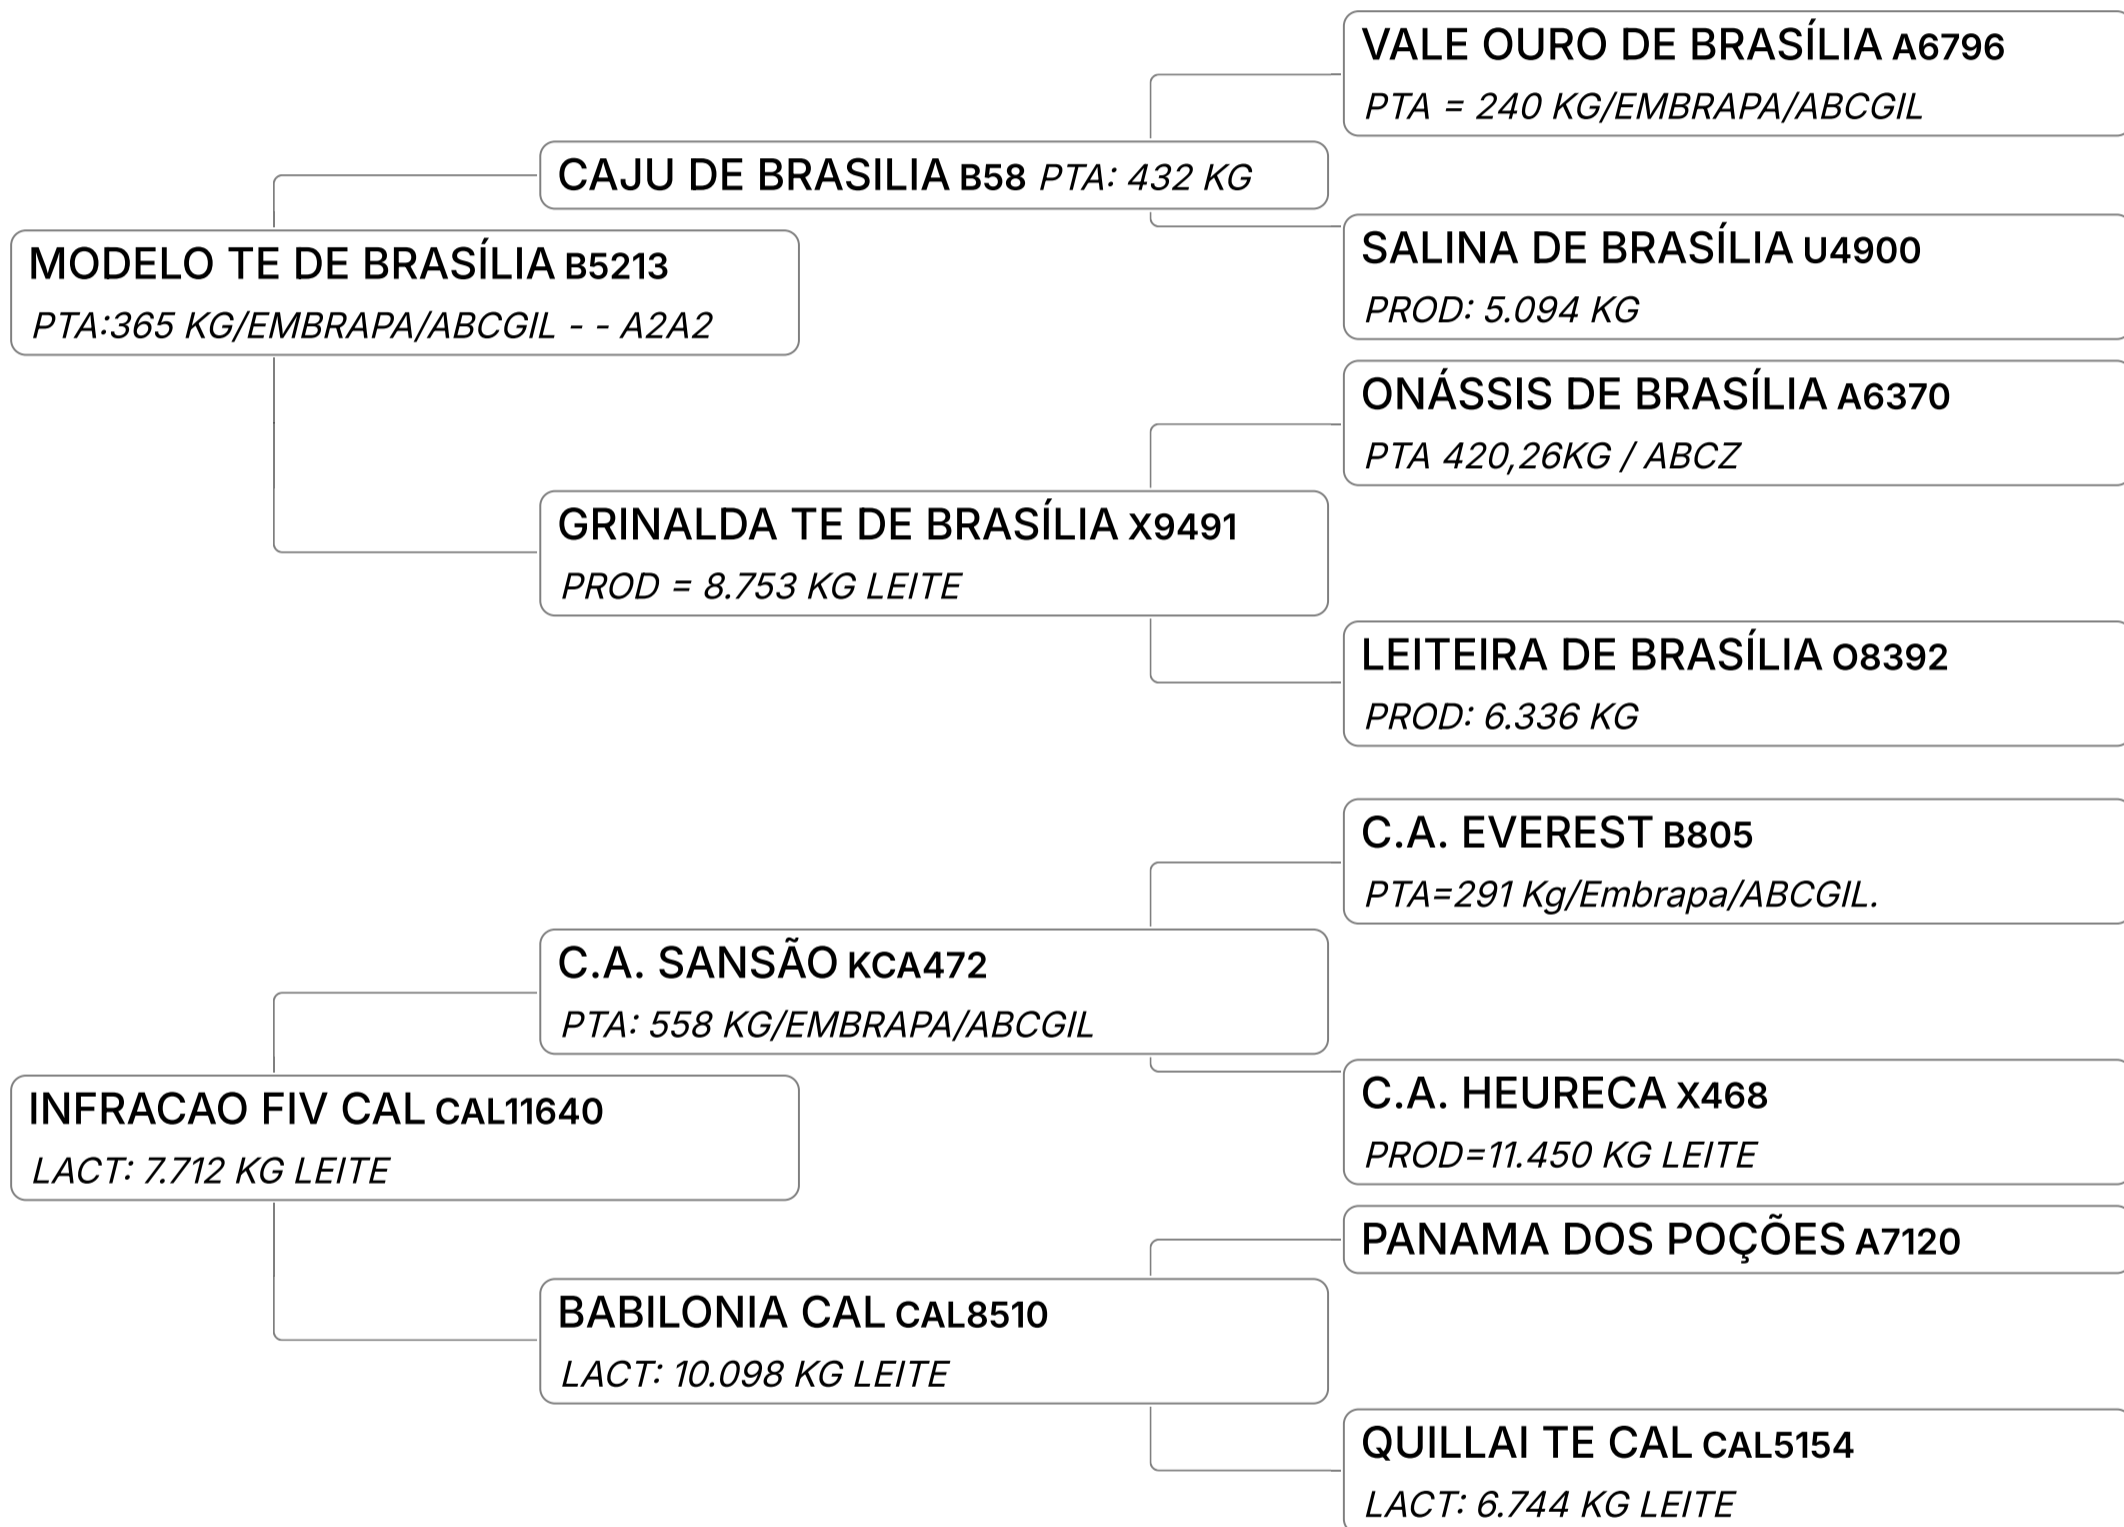 VALE OURO DE BRASÍLIA A6796
PTA = 240 KG/EMBRAPA/ABCGIL
CAJU DE BRASILIA B58 PTA: 432 KG
SALINA DE BRASÍLIA U4900
PROD: 5.094 KG
MODELO TE DE BRASÍLIA B5213
PTA:365 KG/EMBRAPA/ABCGIL - - A2A2
ONÁSSIS DE BRASÍLIA A6370
PTA 420,26KG / ABCZ
GRINALDA TE DE BRASÍLIA X9491
PROD = 8.753 KG LEITE
LEITEIRA DE BRASÍLIA O8392
PROD: 6.336 KG
C.A. EVEREST B805
PTA=291 Kg/Embrapa/ABCGIL.
C.A. SANSÃO KCA472
PTA: 558 KG/EMBRAPA/ABCGIL
C.A. HEURECA X468
PROD=11.450 KG LEITE
INFRACAO FIV CAL CAL11640
LACT: 7.712 KG LEITE
PANAMA DOS POÇÕES A7120
BABILONIA CAL CAL8510
LACT: 10.098 KG LEITE
QUILLAI TE CAL CAL5154
LACT: 6.744 KG LEITE